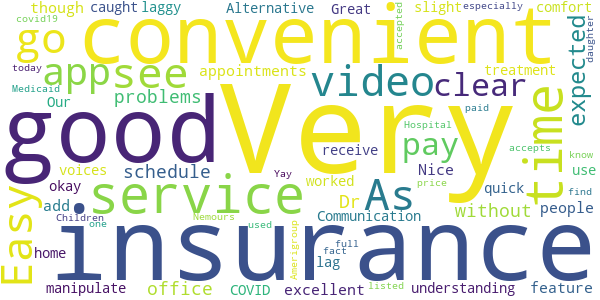 covid19
though
caught
laggy
Alternative
Great
slight
especially
comfort
go
convenient
accepted
expected
daughter
today
app
see
appointments
video
clear
treatment
Medicaid
Our
problems
good
Very
time
paid
Hospital
pay
receive
Nice
accepts
know
use
voices
schedule
okay
Yay
worked
quick
find
Easy
add
service
Dr
As
price
without
people
Children
Nemours
Communication
one
used
Amerigroup
insurance
home
fact
full
lag
manipulate
office
COVID
excellent
listed
understanding
feature